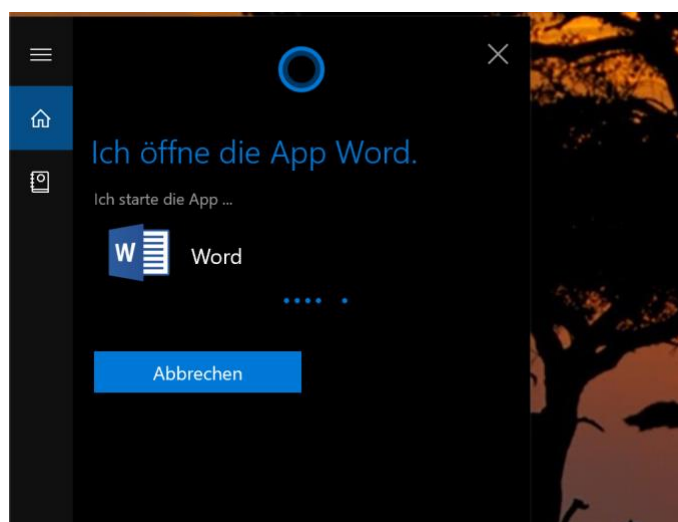 Ich öffne die App Word.
Ich starte die App ...
W
Word
Abbrechen